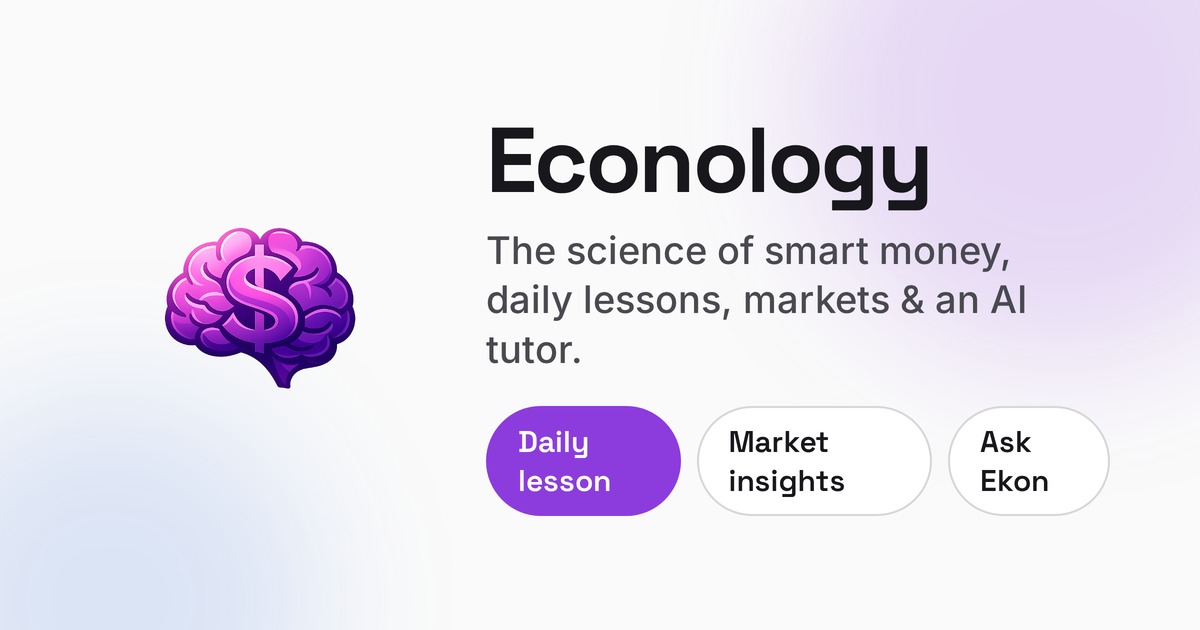 Econology
The science of smart money,
daily lessons, markets & an AI
tutor.
Daily
lesson
Market
insights
Ask
Ekon
$